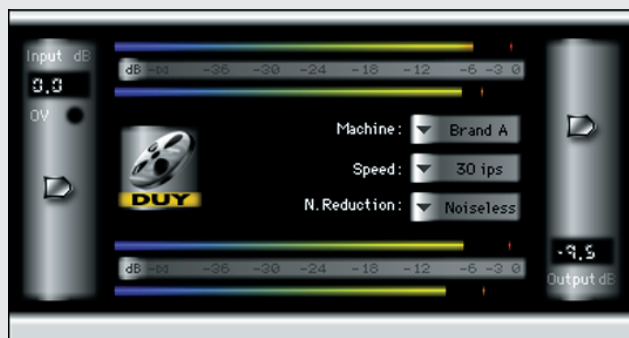 Input dB
0.0
OV
dB -∞ -36 -30 -24 -18 -12 -6 -3 0
Machine: Brand A
Speed: 30 ips
N.Reduction: Noiseless
DUY
dB -∞ -36 -30 -24 -18 -12 -6 -3 0
-9.5
Output dB